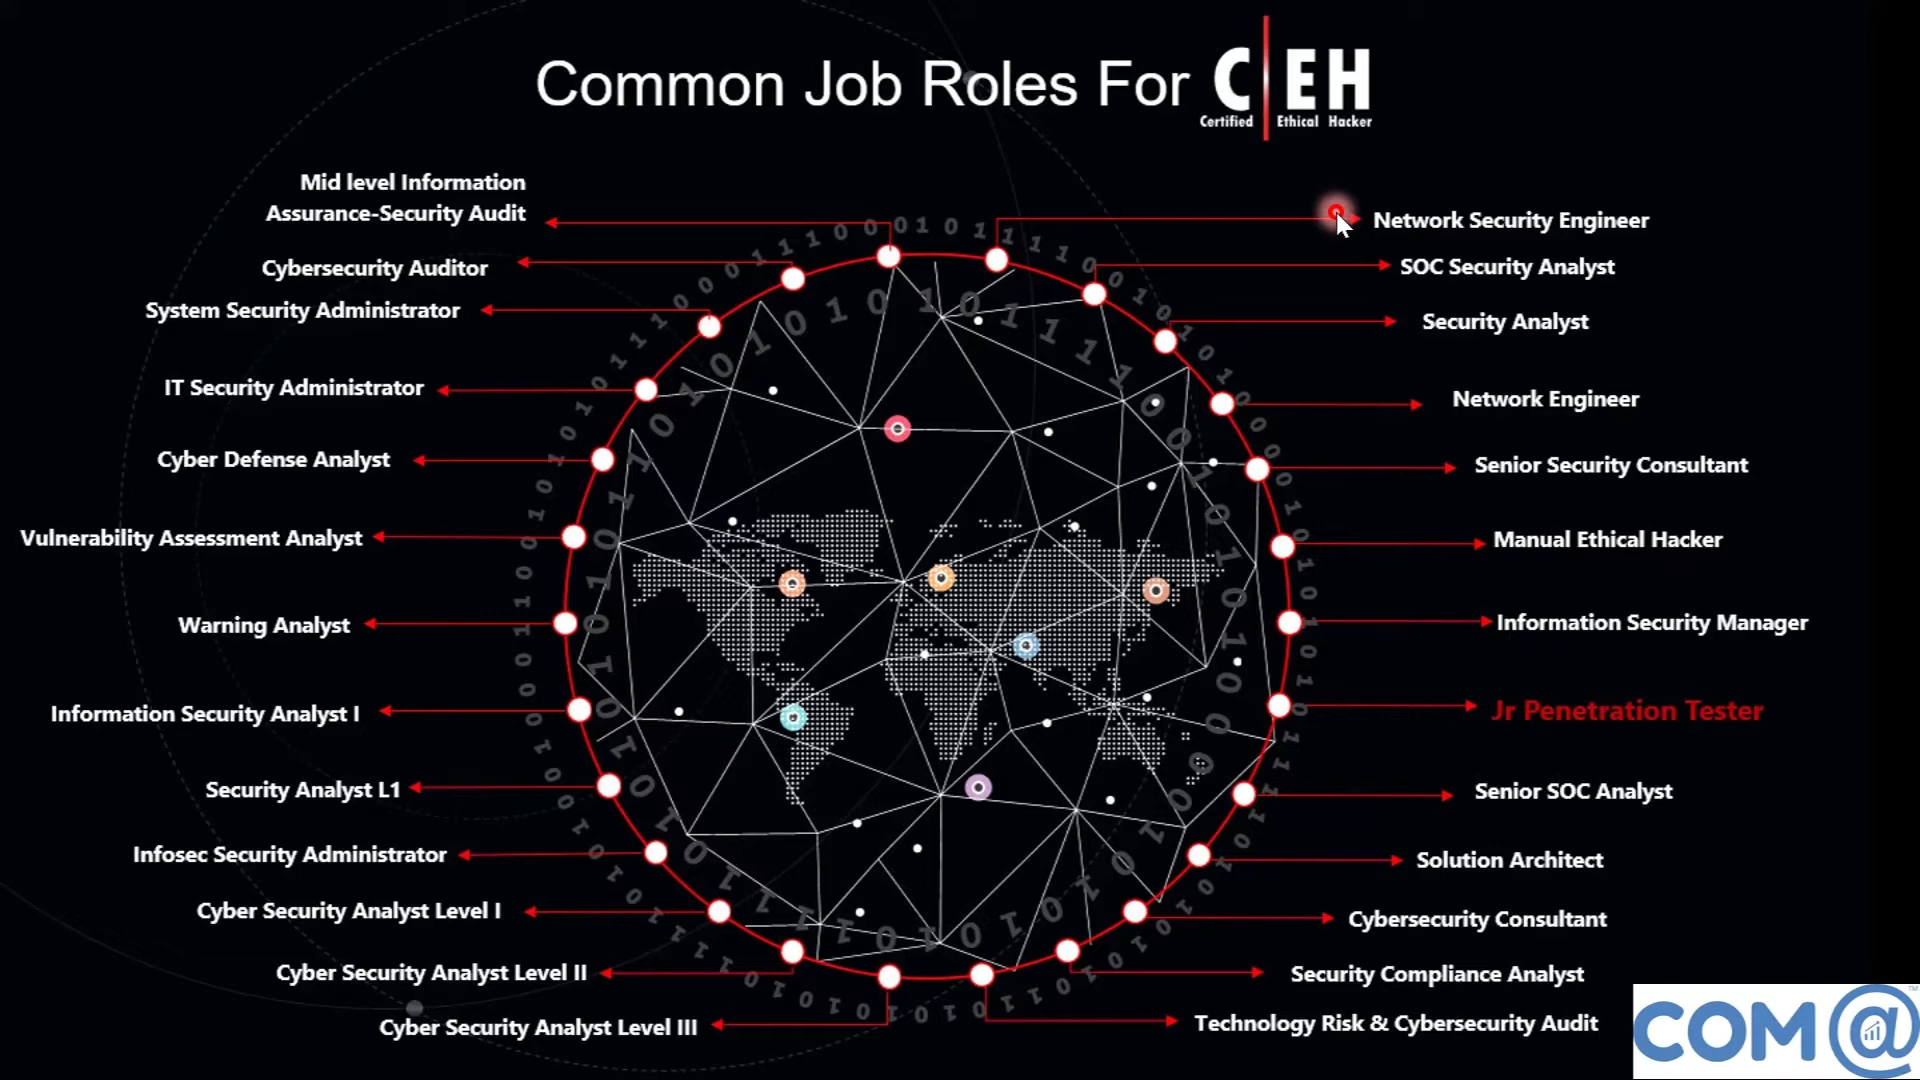 Common Job Roles For C|EH
Certified Ethical Hacker
Mid level Information
Assurance-Security Audit
Cybersecurity Auditor
System Security Administrator
IT Security Administrator
Cyber Defense Analyst
Vulnerability Assessment Analyst
Warning Analyst
Information Security Analyst I
Security Analyst L1
Infosec Security Administrator
Cyber Security Analyst Level I
Cyber Security Analyst Level II
Cyber Security Analyst Level III
Network Security Engineer
SOC Security Analyst
Security Analyst
Network Engineer
Senior Security Consultant
Manual Ethical Hacker
Information Security Manager
Jr Penetration Tester
Senior SOC Analyst
Solution Architect
Cybersecurity Consultant
Security Compliance Analyst
Technology Risk & Cybersecurity Audit
COM@